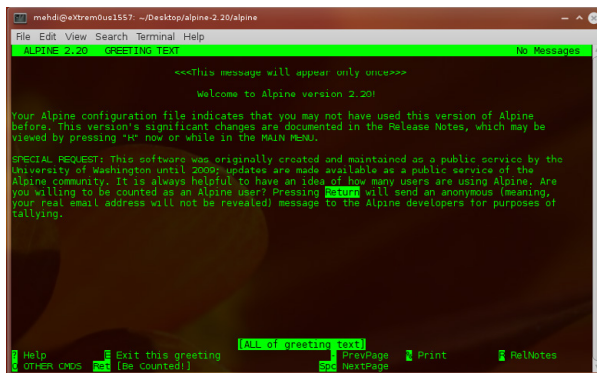 mehdi@eXtrem0us1557: ~/Desktop/alpine-2.20/alpine
File Edit View Search Terminal Help
ALPINE 2.20 GREETING TEXT No Messages
<<<This message will appear only once>>>
Welcome to Alpine version 2.20!
Your Alpine configuration file indicates that you may not have used this version of Alpine
before. This version's significant changes are documented in the Release Notes, which may be
viewed by pressing "R" now or while in the MAIN MENU.
SPECIAL REQUEST: This software was originally created and maintained as a public service by the
University of Washington until 2009; updates are made available as a public service of the
Alpine community. It is always helpful to have an idea of how many users are using Alpine. Are
you willing to be counted as an Alpine user? Pressing Return will send an anonymous (meaning,
your real email address will not be revealed) message to the Alpine developers for purposes of
tallying.
[ALL of greeting text]
? Help E Exit this greeting - PrevPage % Print R RelNotes
O OTHER CMDS Ret [Be Counted!] Spc NextPage